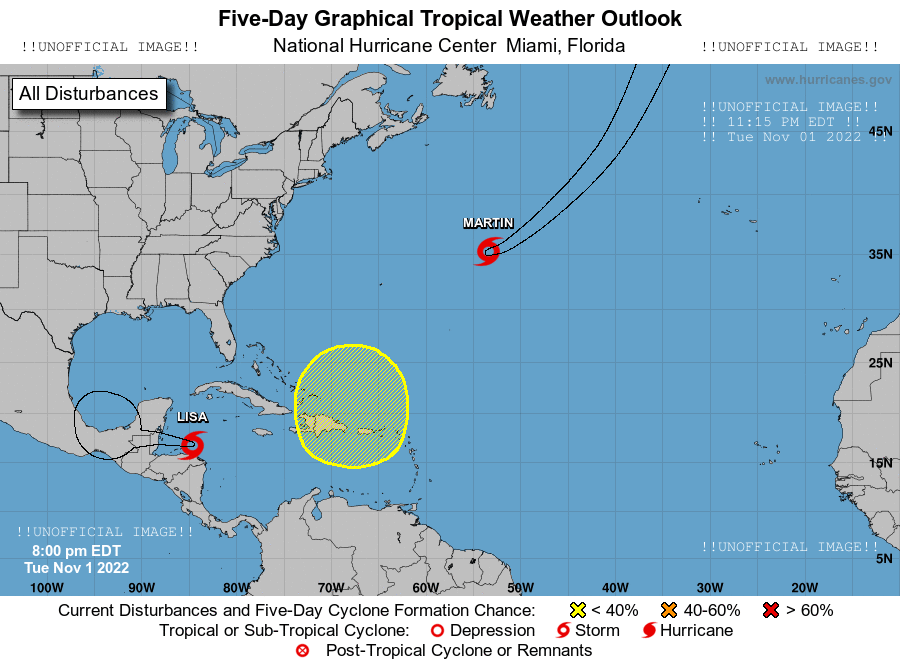 Five-Day Graphical Tropical Weather Outlook
!!UNOFFICIAL IMAGE!! National Hurricane Center Miami, Florida !!UNOFFICIAL IMAGE!!
www.hurricanes.gov
All Disturbances
!!UNOFFICIAL IMAGE!!
!! 11:15 PM EDT !!
!! Tue Nov 01 2022 !!
45N
MARTIN
35N
25N
LISA
15N
!!UNOFFICIAL IMAGE!!
8:00 pm EDT
Tue Nov 1 2022
!!UNOFFICIAL IMAGE!!
5N
100W 90W 80W 70W 60W 50W 40W 30W 20W
Current Disturbances and Five-Day Cyclone Formation Chance: < 40% 40-60% > 60%
Tropical or Sub-Tropical Cyclone: Depression Storm Hurricane
Post-Tropical Cyclone or Remnants